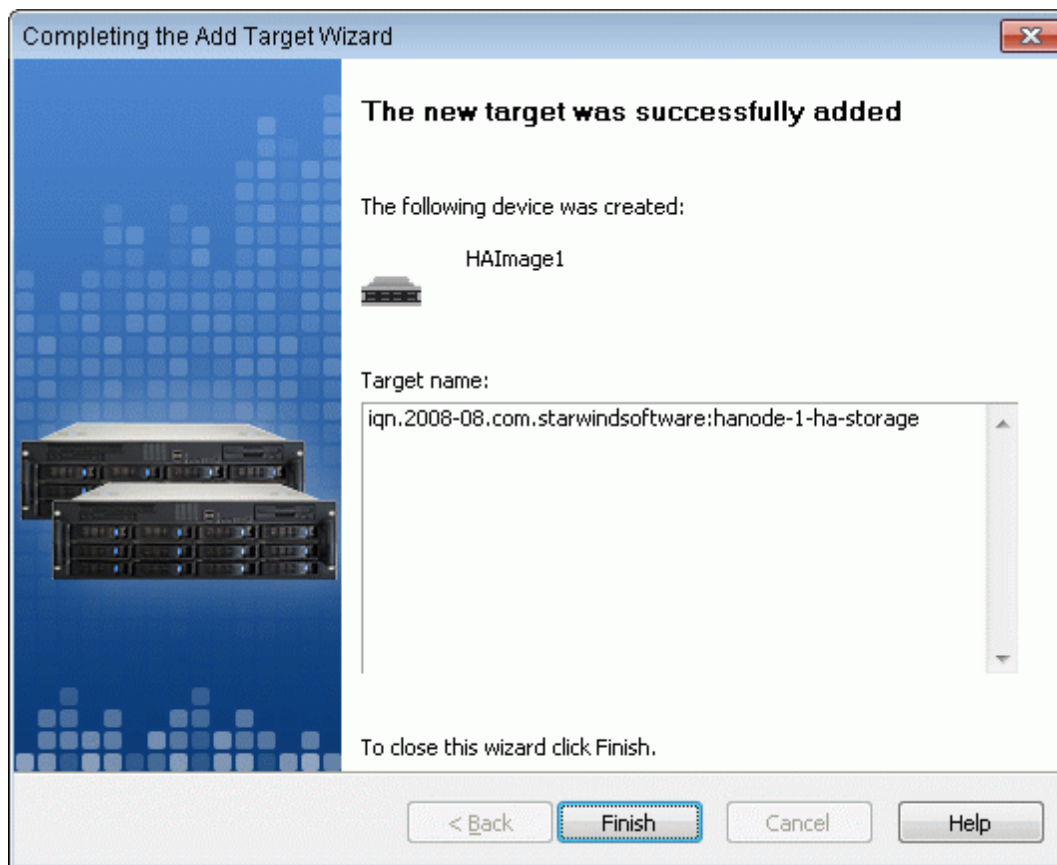 Completing the Add Target Wizard
The new target was successfully added
The following device was created:
HAImage1
Target name:
iqn.2008-08.com.starwindsoftware:hanode-1-ha-storage
To close this wizard click Finish.
< Back
Finish
Cancel
Help